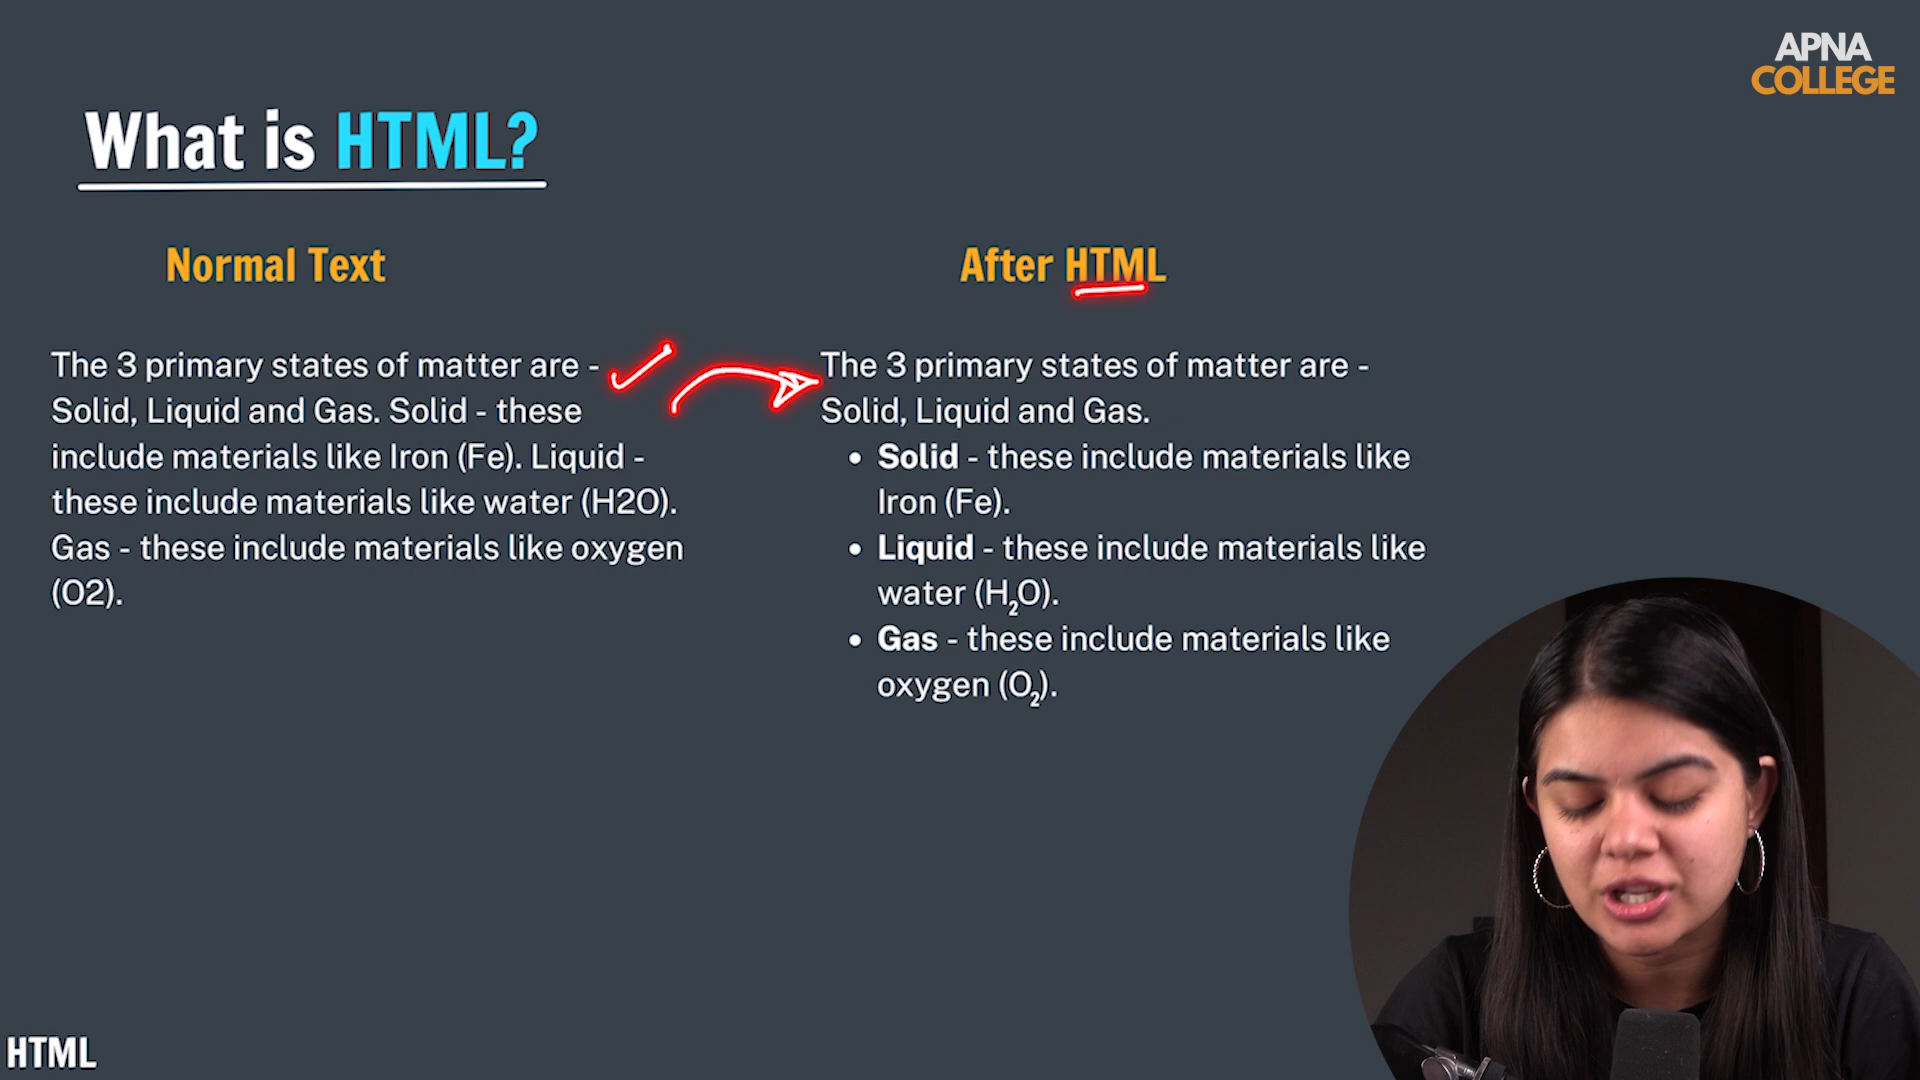 APNA
COLLEGE
What is HTML?
Normal Text
The 3 primary states of matter are -
Solid, Liquid and Gas. Solid - these
include materials like Iron (Fe). Liquid -
these include materials like water (H2O).
Gas - these include materials like oxygen
(O2).
After HTML
The 3 primary states of matter are -
Solid, Liquid and Gas.
• Solid - these include materials like
Iron (Fe).
• Liquid - these include materials like
water (H₂O).
• Gas - these include materials like
oxygen (O₂).
HTML